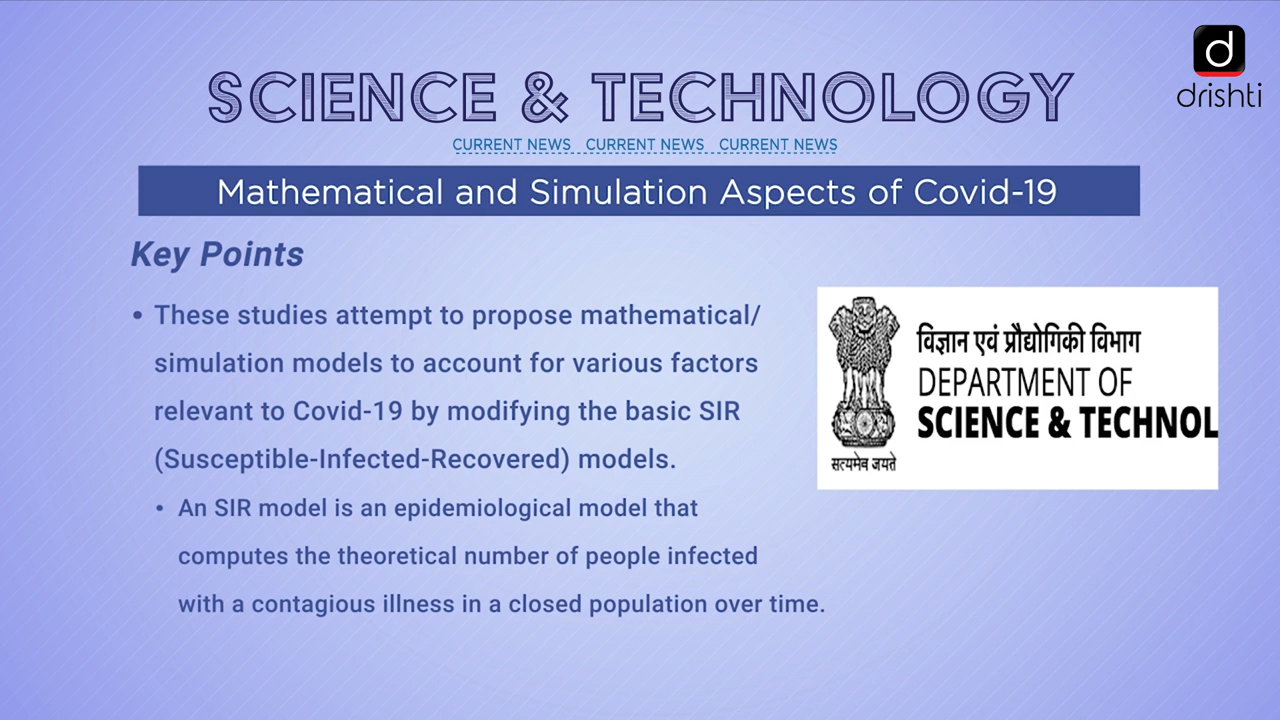 d
drishti
SCIENCE & TECHNOLOGY
CURRENT NEWS CURRENT NEWS CURRENT NEWS
Mathematical and Simulation Aspects of Covid-19
Key Points
• These studies attempt to propose mathematical/
simulation models to account for various factors
relevant to Covid-19 by modifying the basic SIR
(Susceptible-Infected-Recovered) models.
• An SIR model is an epidemiological model that
computes the theoretical number of people infected
with a contagious illness in a closed population over time.
विज्ञान एवं प्रौद्योगिकी विभाग
DEPARTMENT OF
SCIENCE & TECHNOL
सत्यमेव जयते